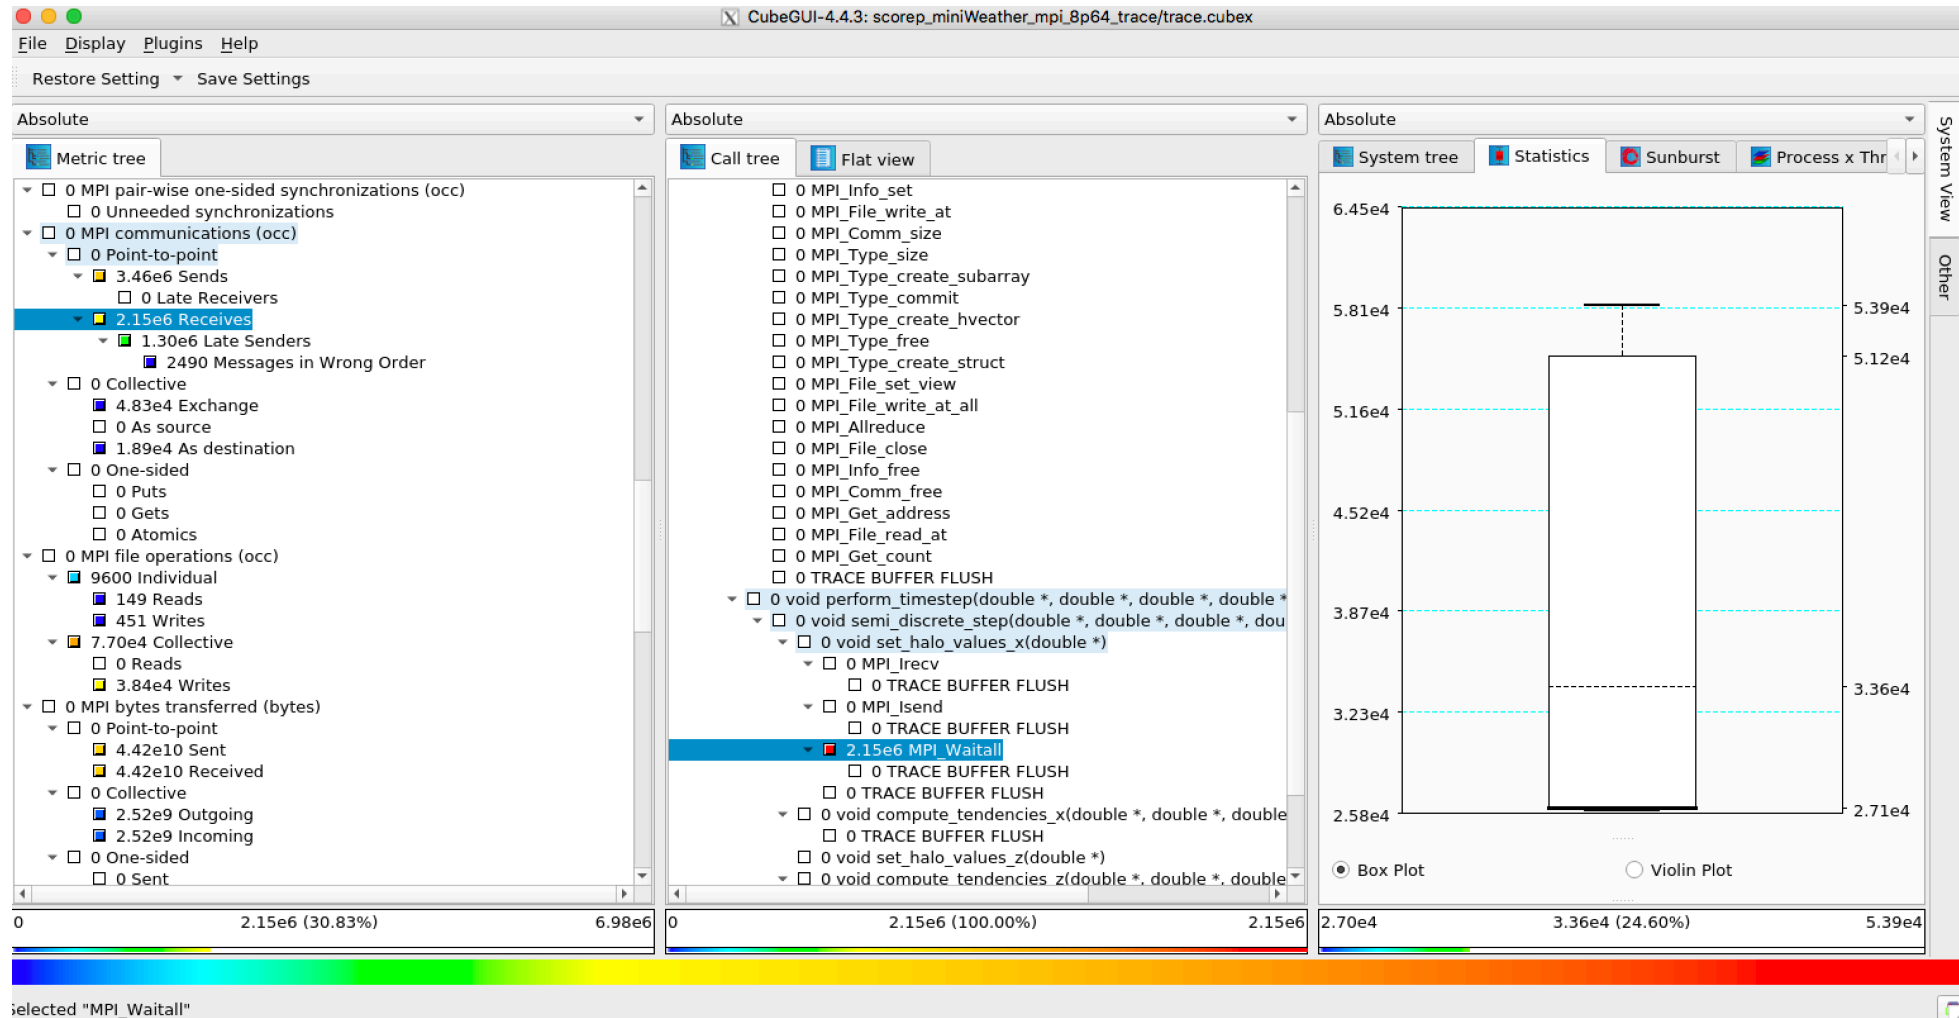 CubeGUI-4.4.3: scorep_miniWeather_mpi_8p64_trace/trace.cubex
File Display Plugins Help
Restore Setting Save Settings
Absolute
Metric tree
0 MPI pair-wise one-sided synchronizations (occ)
0 Unneeded synchronizations
0 MPI communications (occ)
0 Point-to-point
3.46e6 Sends
0 Late Receivers
2.15e6 Receives
1.30e6 Late Senders
2490 Messages in Wrong Order
0 Collective
4.83e4 Exchange
0 As source
1.89e4 As destination
0 One-sided
0 Puts
0 Gets
0 Atomics
0 MPI file operations (occ)
9600 Individual
149 Reads
451 Writes
7.70e4 Collective
0 Reads
3.84e4 Writes
0 MPI bytes transferred (bytes)
0 Point-to-point
4.42e10 Sent
4.42e10 Received
0 Collective
2.52e9 Outgoing
2.52e9 Incoming
0 One-sided
0 Sent
0 2.15e6 (30.83%) 6.98e6
Absolute
Call tree Flat view
0 MPI_Info_set
0 MPI_File_write_at
0 MPI_Comm_size
0 MPI_Type_size
0 MPI_Type_create_subarray
0 MPI_Type_commit
0 MPI_Type_create_hvector
0 MPI_Type_free
0 MPI_Type_create_struct
0 MPI_File_set_view
0 MPI_File_write_at_all
0 MPI_Allreduce
0 MPI_File_close
0 MPI_Info_free
0 MPI_Comm_free
0 MPI_Get_address
0 MPI_File_read_at
0 MPI_Get_count
0 TRACE BUFFER FLUSH
0 void perform_timestep(double *, double *, double *, double *
0 void semi_discrete_step(double *, double *, double *, dou
0 void set_halo_values_x(double *)
0 MPI_Irecv
0 TRACE BUFFER FLUSH
0 MPI_Isend
0 TRACE BUFFER FLUSH
2.15e6 MPI_Waitall
0 TRACE BUFFER FLUSH
0 TRACE BUFFER FLUSH
0 void compute_tendencies_x(double *, double *, double
0 TRACE BUFFER FLUSH
0 void set_halo_values_z(double *)
0 void compute_tendencies_z(double *, double *, double
0 2.15e6 (100.00%) 2.15e6
Absolute
System tree Statistics Sunburst Process x Thr
6.45e4
5.81e4 5.39e4
5.12e4
5.16e4
4.52e4
3.87e4
3.36e4
3.23e4
2.58e4 2.71e4
Box Plot Violin Plot
2.70e4 3.36e4 (24.60%) 5.39e4
System View
Other
Selected "MPI_Waitall"